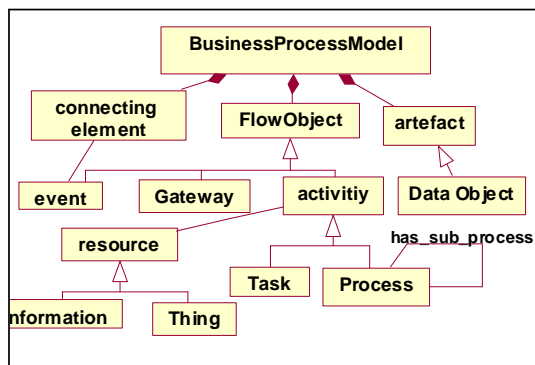 BusinessProcessModel
connecting
element
FlowObject
artefact
event
Gateway
activitiy
Data Object
resource
has_sub_process
Task
Process
nformation
Thing